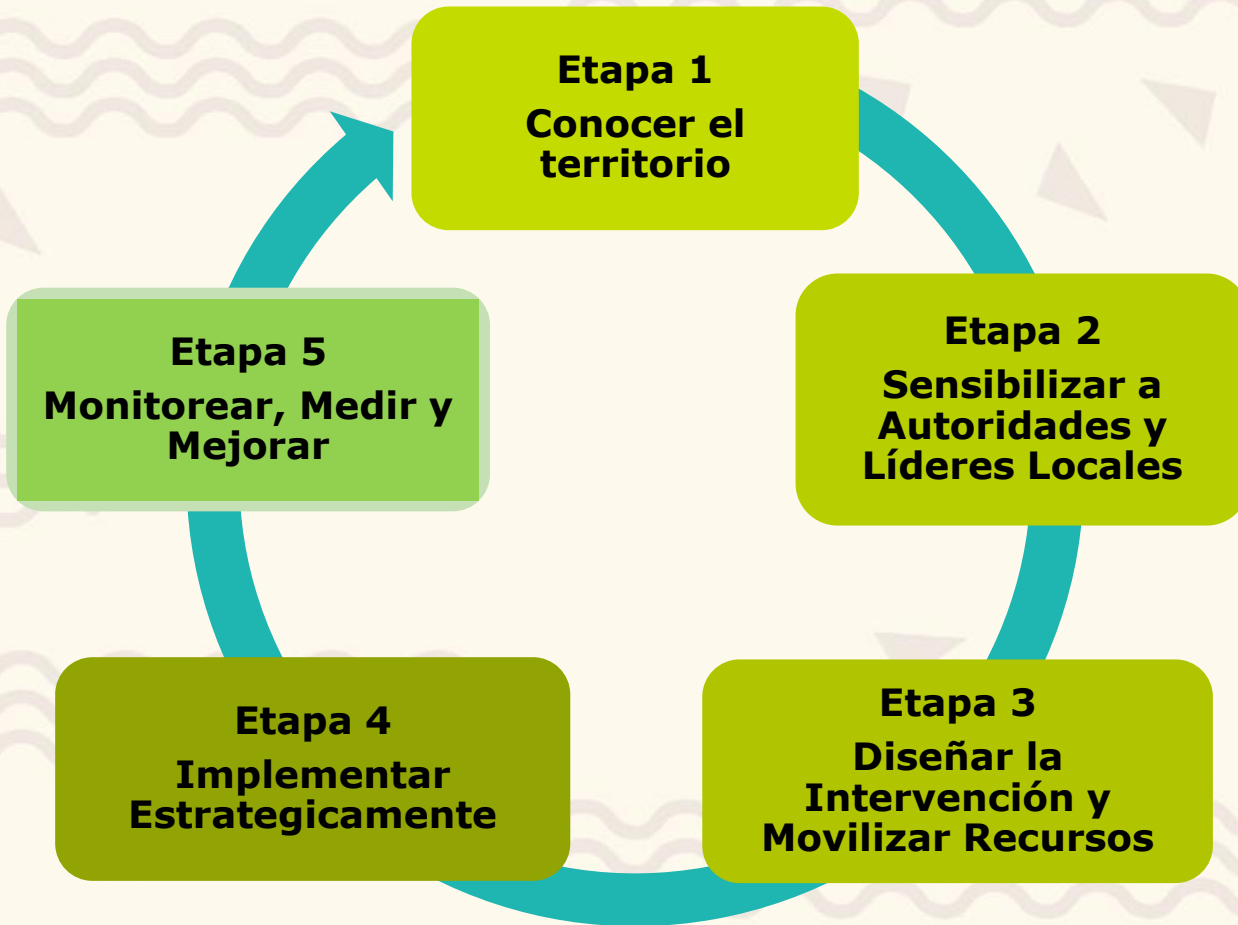 Etapa 1
Conocer el
territorio
Etapa 2
Sensibilizar a
Autoridades y
Líderes Locales
Etapa 3
Diseñar la
Intervención y
Movilizar Recursos
Etapa 4
Implementar
Estrategicamente
Etapa 5
Monitorear, Medir y
Mejorar